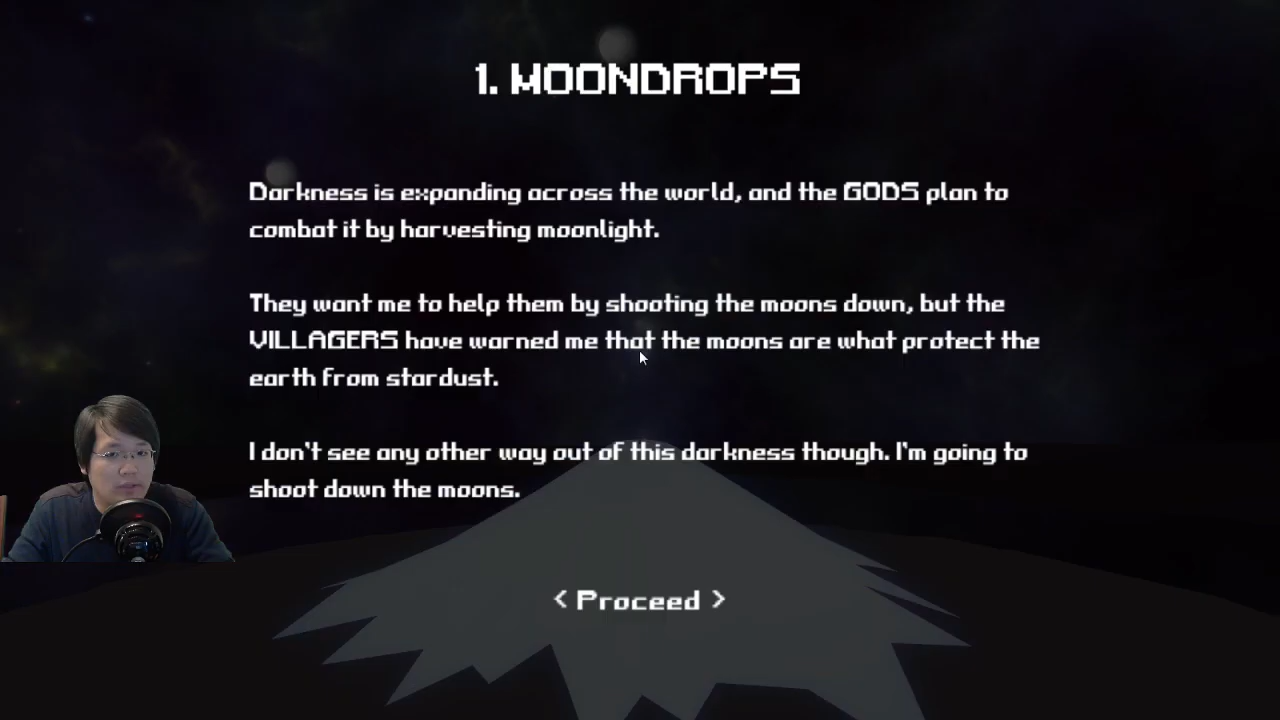 1. MOONDROPS
Darkness is expanding across the world, and the GODS plan to
combat it by harvesting moonlight.
They want me to help them by shooting the moons down, but the
VILLAGERS have warned me that the moons are what protect the
earth from stardust.
I don't see any other way out of this darkness though. I'm going to
shoot down the moons.
< Proceed >